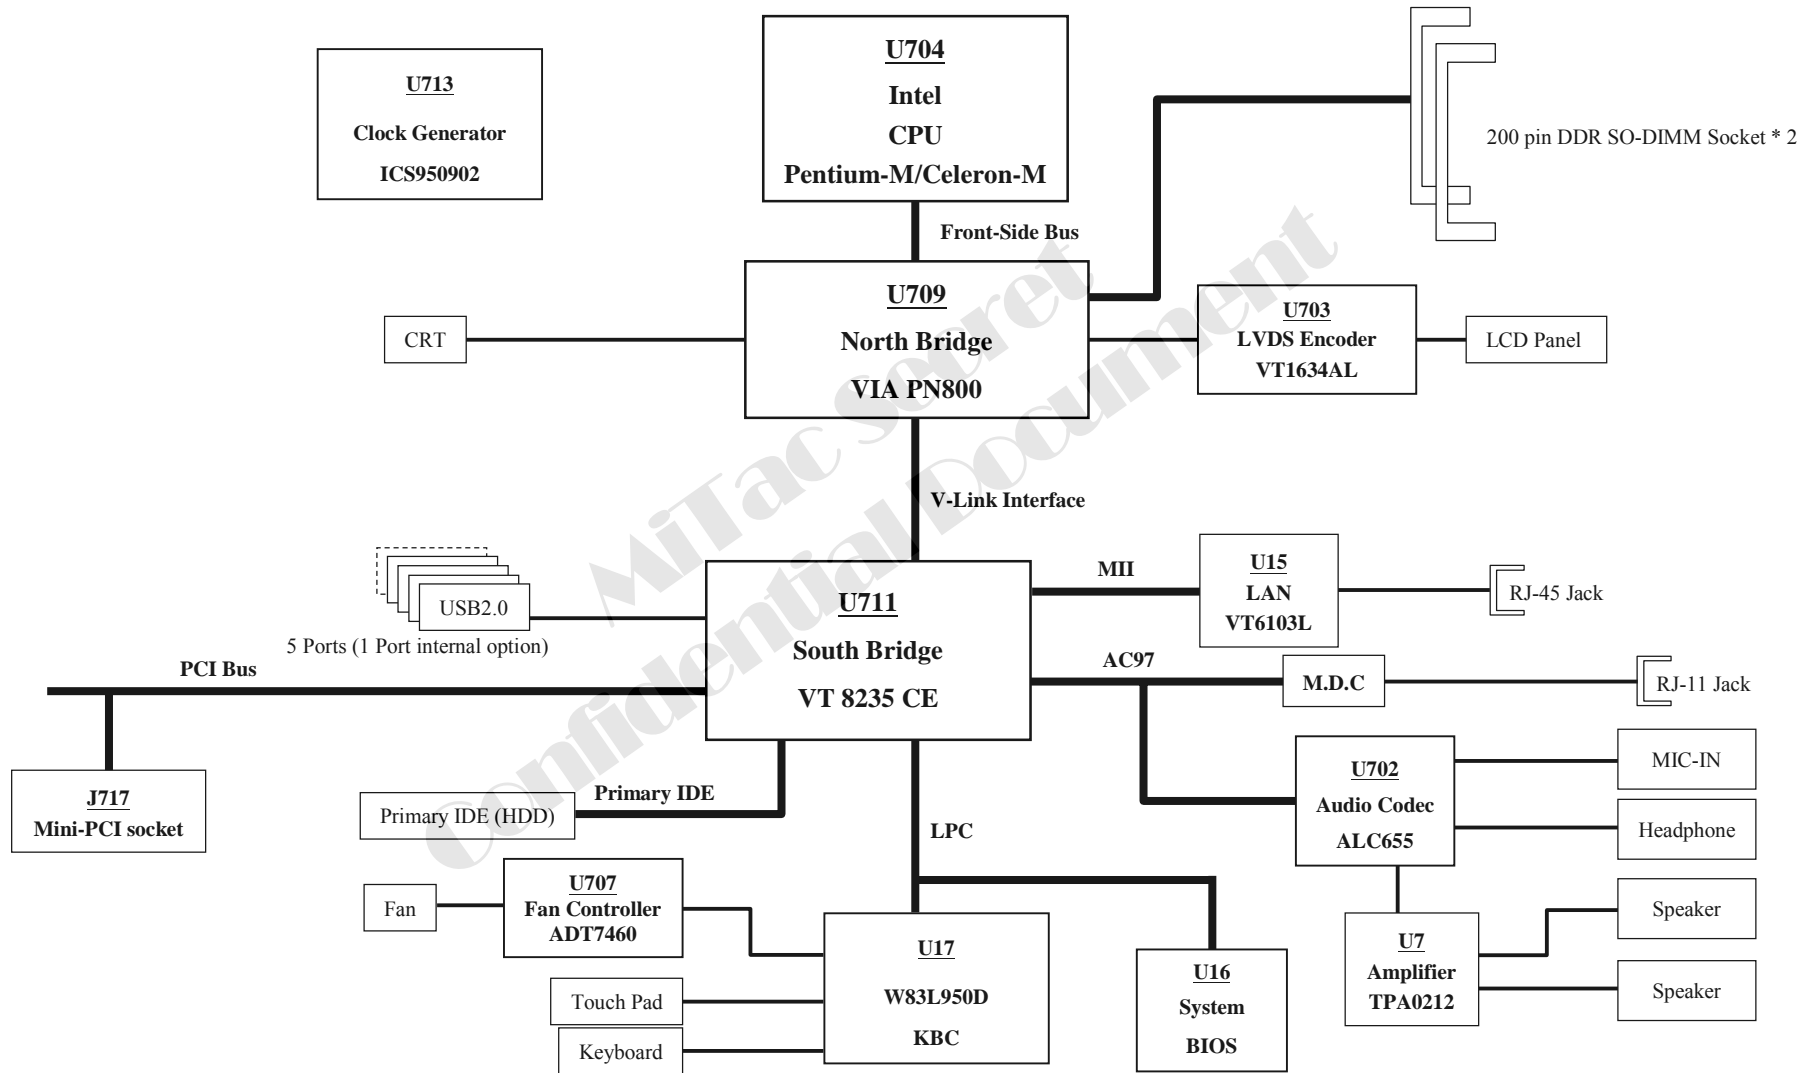 U704
Intel
CPU
Pentium-M/Celeron-M
U713
Clock Generator
ICS950902
200 pin DDR SO-DIMM Socket * 2
Front-Side Bus
U709
North Bridge
VIA PN800
CRT
U703
LVDS Encoder
VT1634AL
LCD Panel
MiTac Secret
Confidential Document
V-Link Interface
USB2.0
5 Ports (1 Port internal option)
U711
South Bridge
VT 8235 CE
MII
U15
LAN
VT6103L
RJ-45 Jack
PCI Bus
AC97
M.D.C
RJ-11 Jack
J717
Mini-PCI socket
Primary IDE (HDD)
Primary IDE
LPC
U702
Audio Codec
ALC655
MIC-IN
Headphone
Fan
U707
Fan Controller
ADT7460
U17
W83L950D
KBC
Touch Pad
Keyboard
U16
System
BIOS
U7
Amplifier
TPA0212
Speaker
Speaker